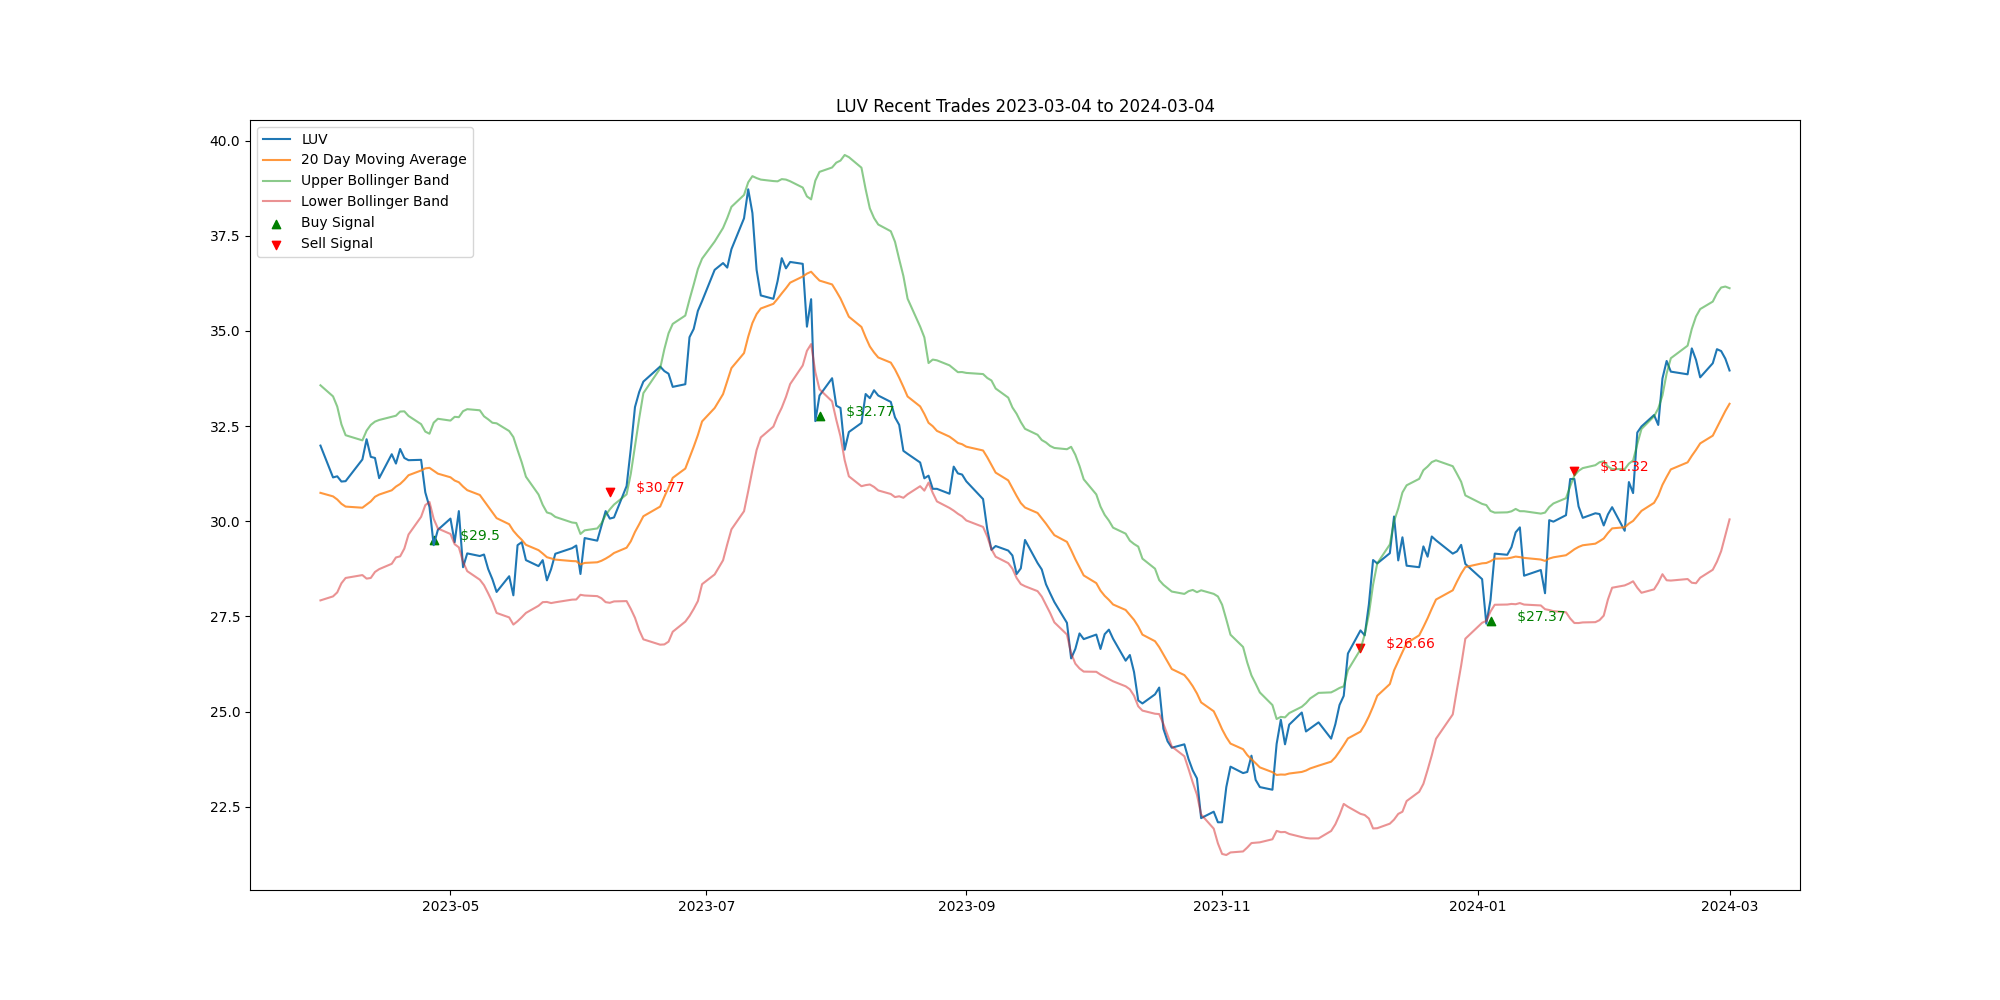 LUV Recent Trades 2023-03-04 to 2024-03-04
LUV
20 Day Moving Average
Upper Bollinger Band
Lower Bollinger Band
Buy Signal
Sell Signal
40.0
37.5
35.0
32.5
30.0
27.5
25.0
22.5
$29.5
$30.77
$32.77
$26.66
$27.37
$31.32
2023-05
2023-07
2023-09
2023-11
2024-01
2024-03